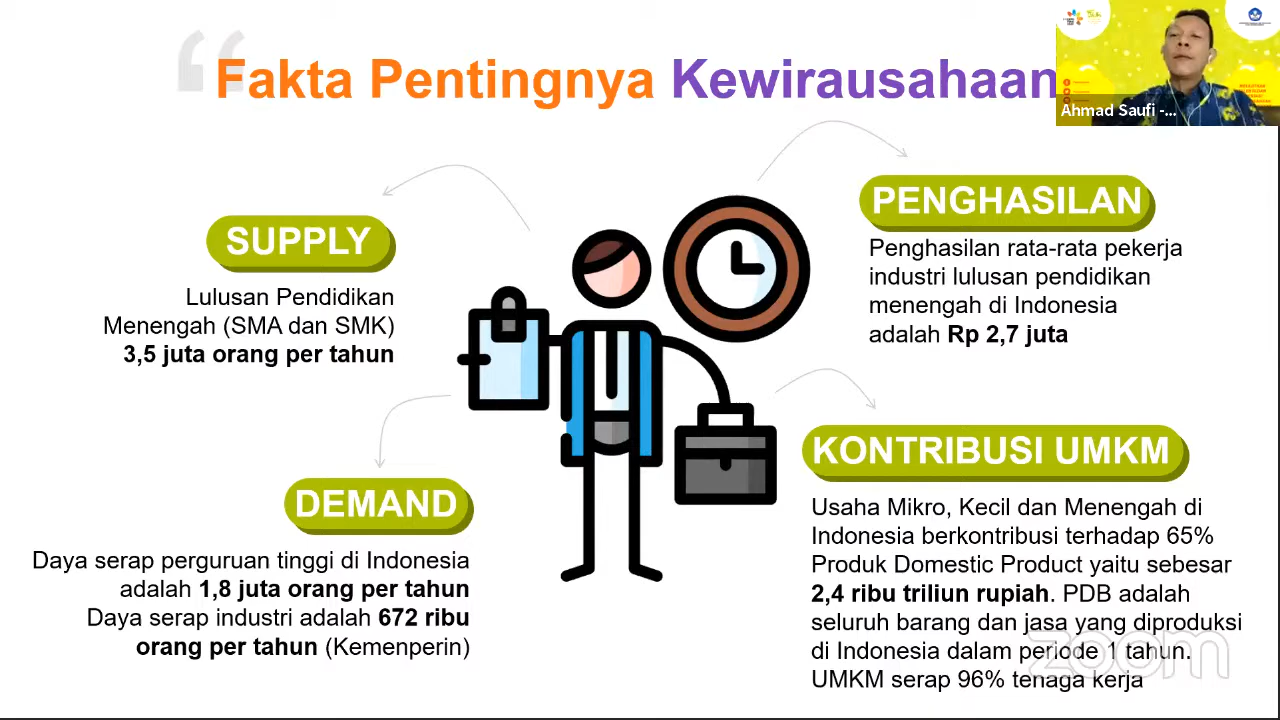 Fakta Pentingnya Kewirausahaan
Ahmad Saufi -...
SUPPLY
Lulusan Pendidikan
Menengah (SMA dan SMK)
3,5 juta orang per tahun
DEMAND
Daya serap perguruan tinggi di Indonesia
adalah 1,8 juta orang per tahun
Daya serap industri adalah 672 ribu
orang per tahun (Kemenperin)
PENGHASILAN
Penghasilan rata-rata pekerja
industri lulusan pendidikan
menengah di Indonesia
adalah Rp 2,7 juta
KONTRIBUSI UMKM
Usaha Mikro, Kecil dan Menengah di
Indonesia berkontribusi terhadap 65%
Produk Domestic Product yaitu sebesar
2,4 ribu triliun rupiah. PDB adalah
seluruh barang dan jasa yang diproduksi
di Indonesia dalam periode 1 tahun.
UMKM serap 96% tenaga kerja
zoom